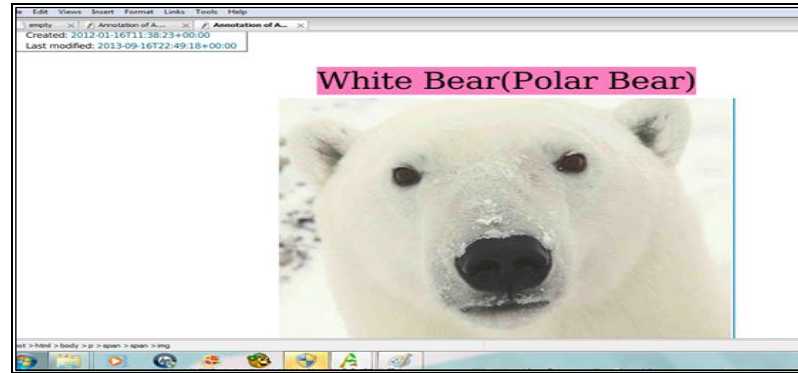 Edit Views Insert Format Links Tools Help
empty Annotation of A... Annotation of A...
Created: 2012-01-16T11:38:23+00:00
Last modified: 2013-09-16T22:49:18+00:00
White Bear(Polar Bear)
> html > body > p > span > span > img